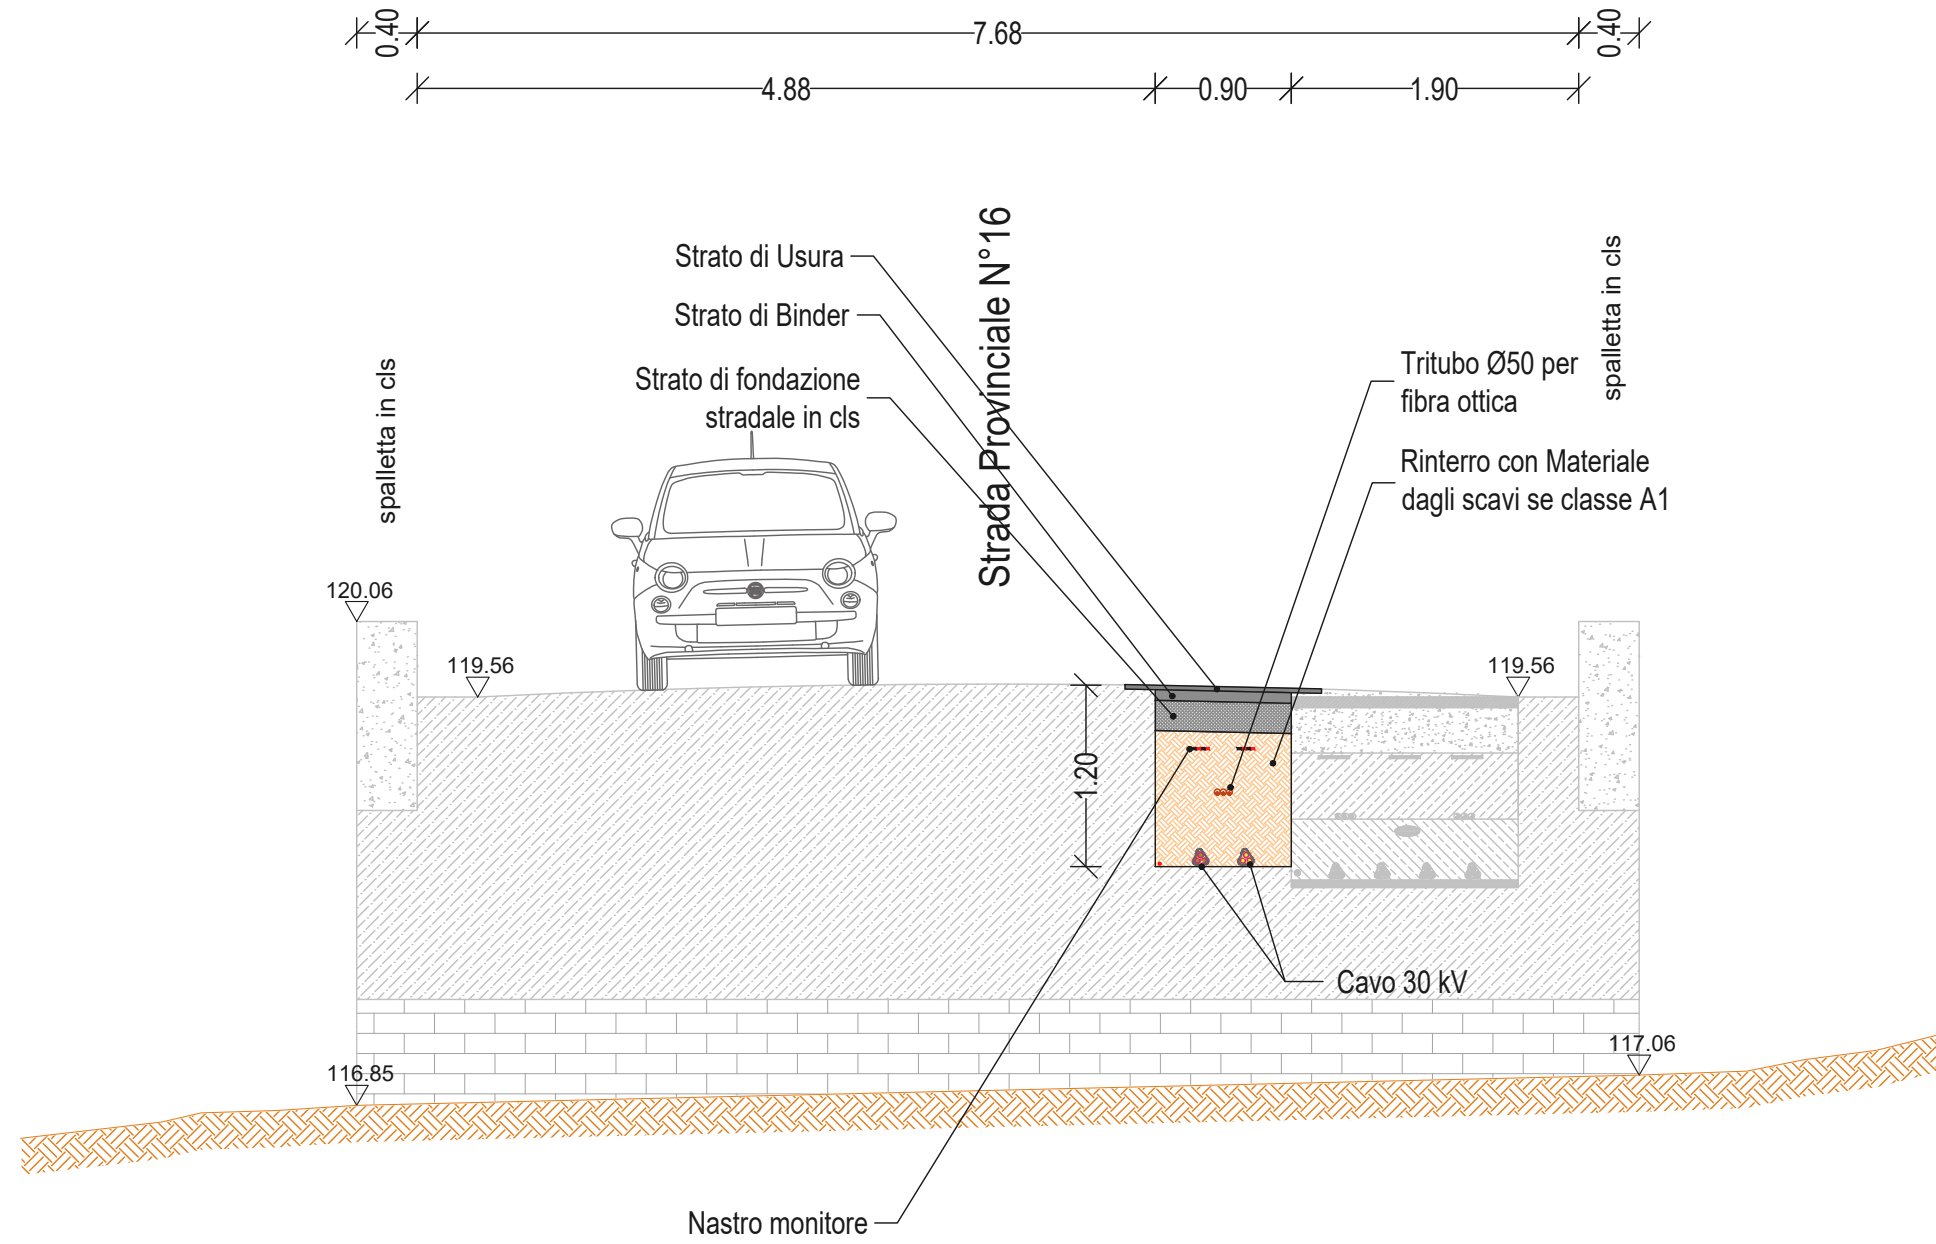 0.40
7.68
0.40
4.88
0.90
1.90
Strada Provinciale N°16
Strato di Usura
Strato di Binder
Strato di fondazione
stradale in cls
spalletta in cls
spalletta in cls
Tritubo Ø50 per
fibra ottica
Rinterro con Materiale
dagli scavi se classe A1
120.06
119.56
119.56
1.20
Cavo 30 kV
117.06
116.85
Nastro monitore